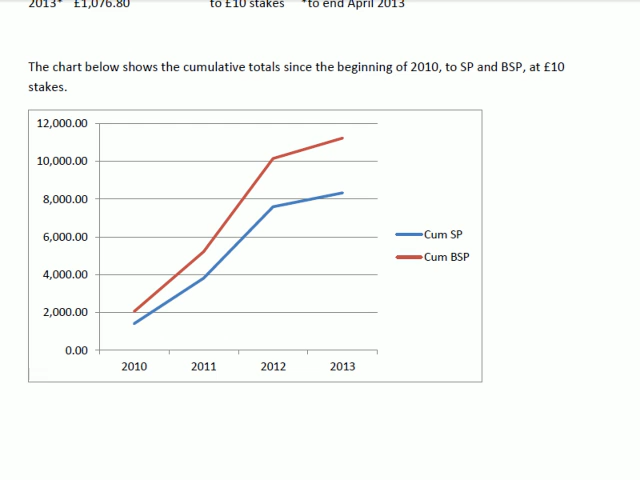 2013* £1,076.80 to £10 stakes *to end April 2013
The chart below shows the cumulative totals since the beginning of 2010, to SP and BSP, at £10
stakes.
12,000.00
10,000.00
8,000.00
6,000.00
4,000.00
2,000.00
0.00
2010 2011 2012 2013
Cum SP
Cum BSP